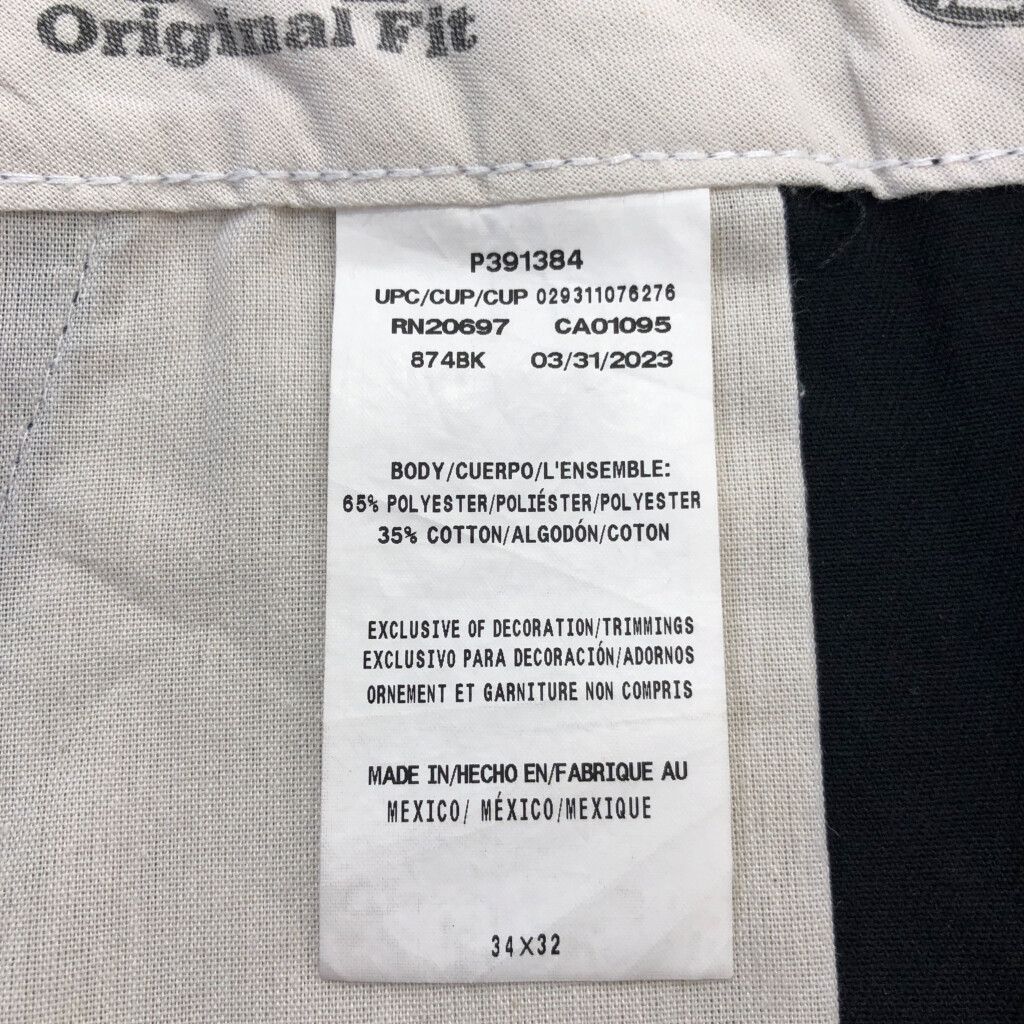 Original Fit
P391384
UPC/CUP/CUP 029311076276
RN20697 CA01095
874BK 03/31/2023
BODY/CUERPO/L'ENSEMBLE:
65% POLYESTER/POLIÉSTER/POLYESTER
35% COTTON/ALGODÓN/COTON
EXCLUSIVE OF DECORATION/TRIMMINGS
EXCLUSIVO PARA DECORACIÓN/ADORNOS
ORNEMENT ET GARNITURE NON COMPRIS
MADE IN/HECHO EN/FABRIQUE AU
MEXICO/ MÉXICO/MEXIQUE
34X32